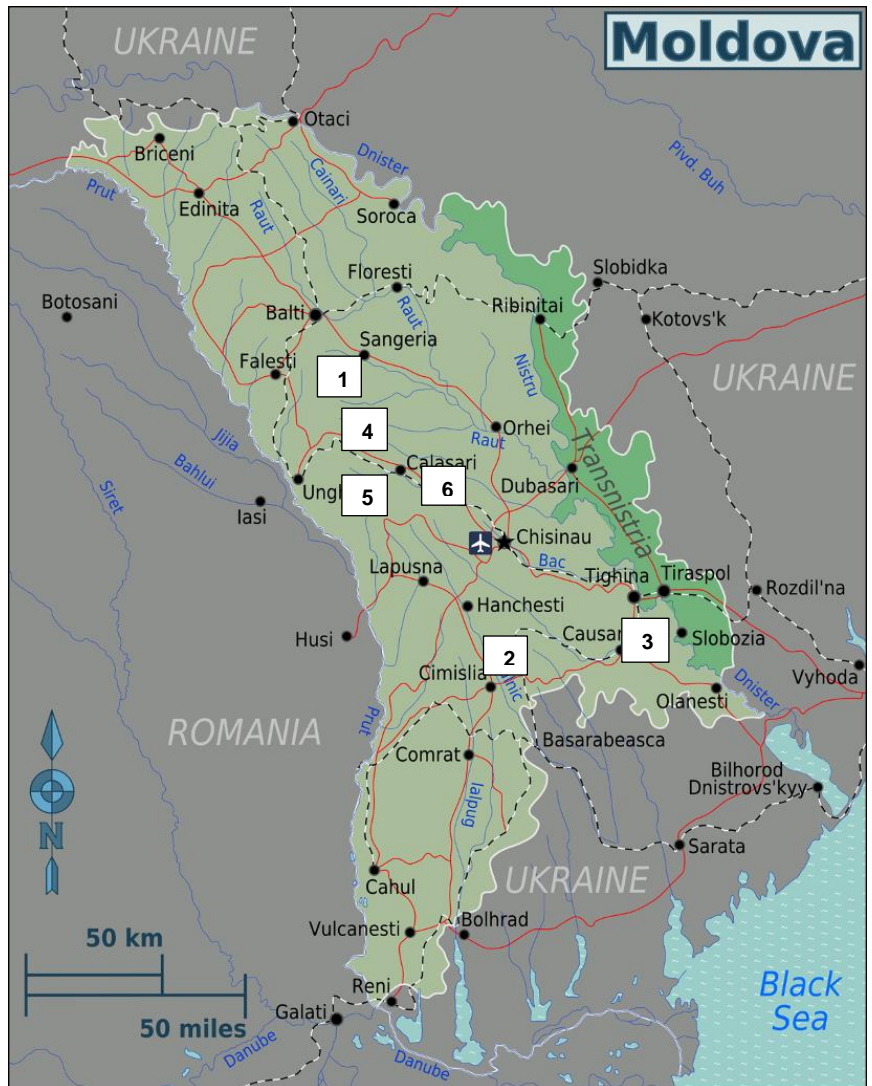 Moldova
UKRAINE
Otaci
Briceni
Dnister
Pivd. Buh
Cainari
Prut
Edinita
Raut
Soroca
Slobidka
Floresti
Botosani
Raut
Balti
Ribinitai
Kotovs'k
Sangeria
Nistru
Falesti
UKRAINE
1
4
Orhei
Raut
Jijia
Transnistria
Bahlui
Calasari
Siret
Ungh
5
6
Dubasari
Iasi
Chisinau
Bac
Lapusna
Tighina
Tiraspol
Rozdil'na
Hanchesti
Husi
Causa
3
Slobozia
2
Vyhoda
Cimislia
Olanesti
Dnister
Prut
ROMANIA
Basarabeasca
Comrat
Bilhorod
Dnistrovs'kyy
Ialpug
N
Sarata
Cahul
UKRAINE
Vulcanesti
Bolhrad
50 km
Reni
Black
Sea
Galati
50 miles
Danube
Danube